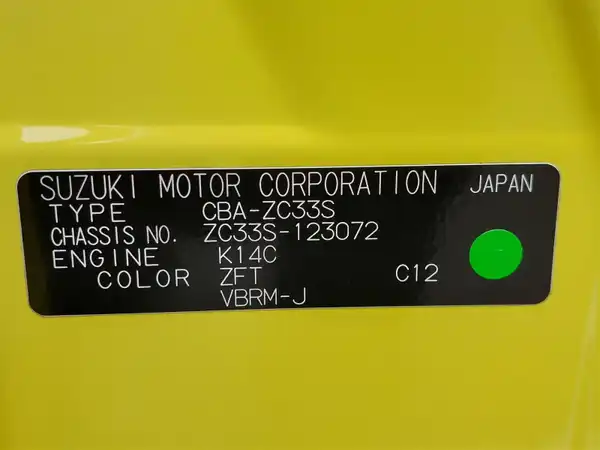 SUZUKI MOTOR CORPORATION JAPAN
TYPE CBA-ZC33S
CHASSIS NO. ZC33S-123072
ENGINE K14C
COLOR ZFT C12
VBRM-J